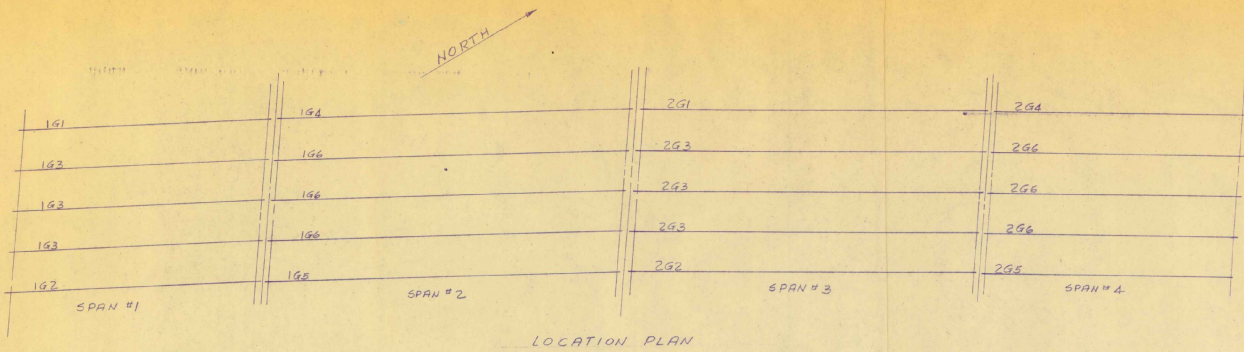 NORTH
1G1 1G4 2G1 2G4
1G3 1G6 2G3 2G6
1G3 1G6 2G3 2G6
1G3 1G6 2G3 2G6
1G2 1G5 2G2 2G5
SPAN #1 SPAN #2 SPAN #3 SPAN #4
LOCATION PLAN